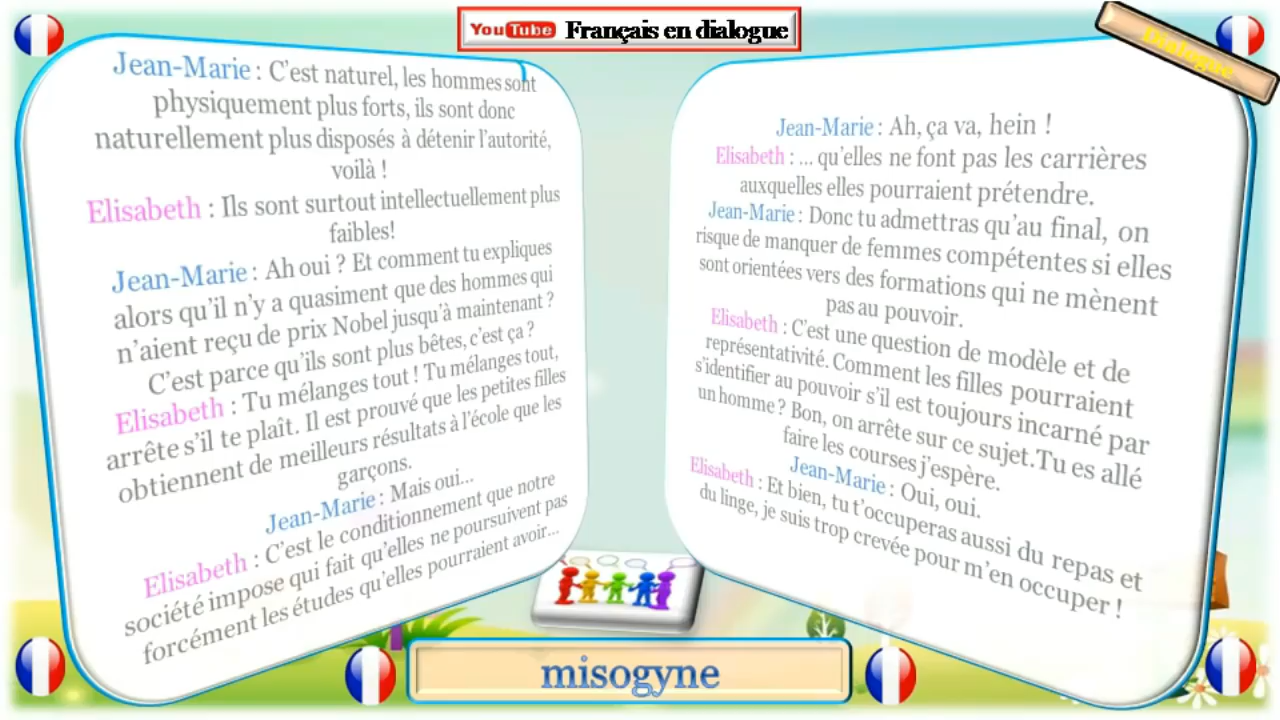 YouTube Français en dialogue
Dialogue
Jean-Marie : C'est naturel, les hommes sont
physiquement plus forts, ils sont donc
naturellement plus disposés à détenir l'autorité,
voilà !
Elisabeth : Ils sont surtout intellectuellement plus
faibles!
Jean-Marie : Ah oui ? Et comment tu expliques
alors qu'il n'y a quasiment que des hommes qui
n'aient reçu de prix Nobel jusqu'à maintenant ?
C'est parce qu'ils sont plus bêtes, c'est ça ?
Elisabeth : Tu mélanges tout ! Tu mélanges tout,
arrête s'il te plaît. Il est prouvé que les petites filles
obtiennent de meilleurs résultats à l'école que les
garçons.
Jean-Marie : Mais oui...
Elisabeth : C'est le conditionnement que notre
société impose qui fait qu'elles ne poursuivent pas
forcément les études qu'elles pourraient avoir...
Jean-Marie : Ah, ça va, hein !
Elisabeth : ... qu'elles ne font pas les carrières
auxquelles elles pourraient prétendre.
Jean-Marie : Donc tu admettras qu'au final, on
risque de manquer de femmes compétentes si elles
sont orientées vers des formations qui ne mènent
pas au pouvoir.
Elisabeth : C'est une question de modèle et de
représentativité. Comment les filles pourraient
s'identifier au pouvoir s'il est toujours incarné par
un homme ? Bon, on arrête sur ce sujet.Tu es allé
faire les courses j'espère.
Jean-Marie : Oui, oui.
Elisabeth : Et bien, tu t'occuperas aussi du repas et
du linge, je suis trop crevée pour m'en occuper !
misogyne